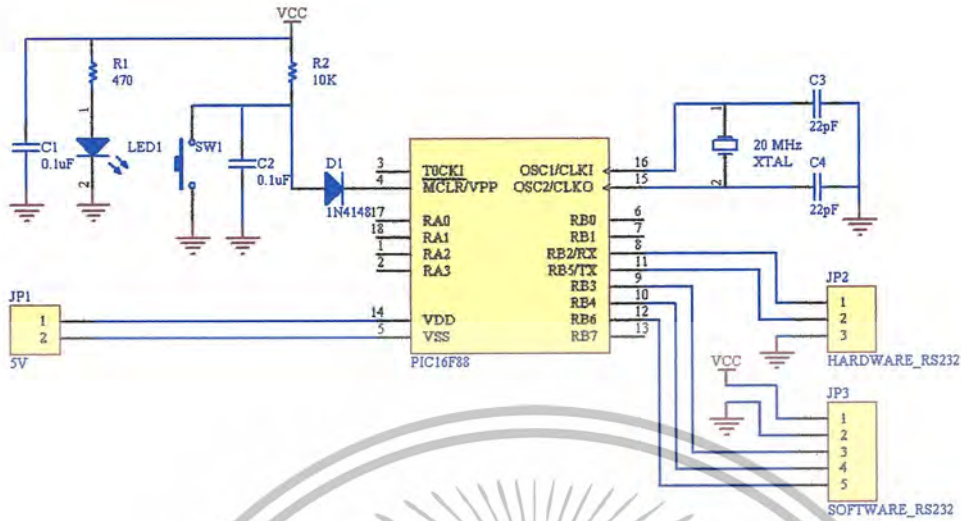 VCC
R1
470
R2
10K
C1
0.1uF
1
2
LED1
SW1
C2
0.1uF
D1
1N4148
3
4
17
18
1
2
14
5
T0CKI
MCLR/VPP
RA0
RA1
RA2
RA3
VDD
VSS
OSC1/CLKI
OSC2/CLKO
RB0
RB1
RB2/RX
RB5/TX
RB3
RB4
RB6
RB7
PIC16F88
16
15
6
7
8
11
9
10
12
13
1
2
20 MHz
XTAL
C3
22pF
C4
22pF
JP1
1
2
5V
JP2
1
2
3
HARDWARE_RS232
VCC
JP3
1
2
3
4
5
SOFTWARE_RS232